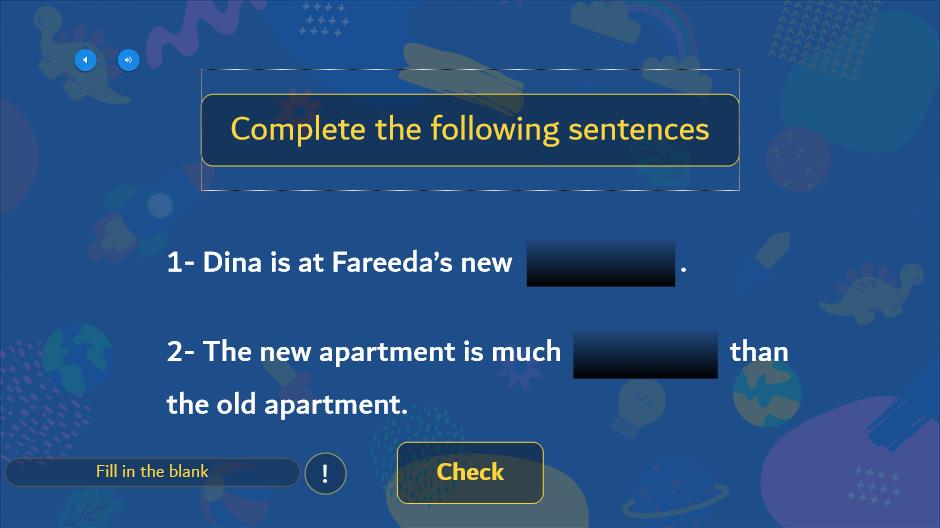 Complete the following sentences
1- Dina is at Fareeda’s new .
2- The new apartment is much than
the old apartment.
Fill in the blank
!
Check